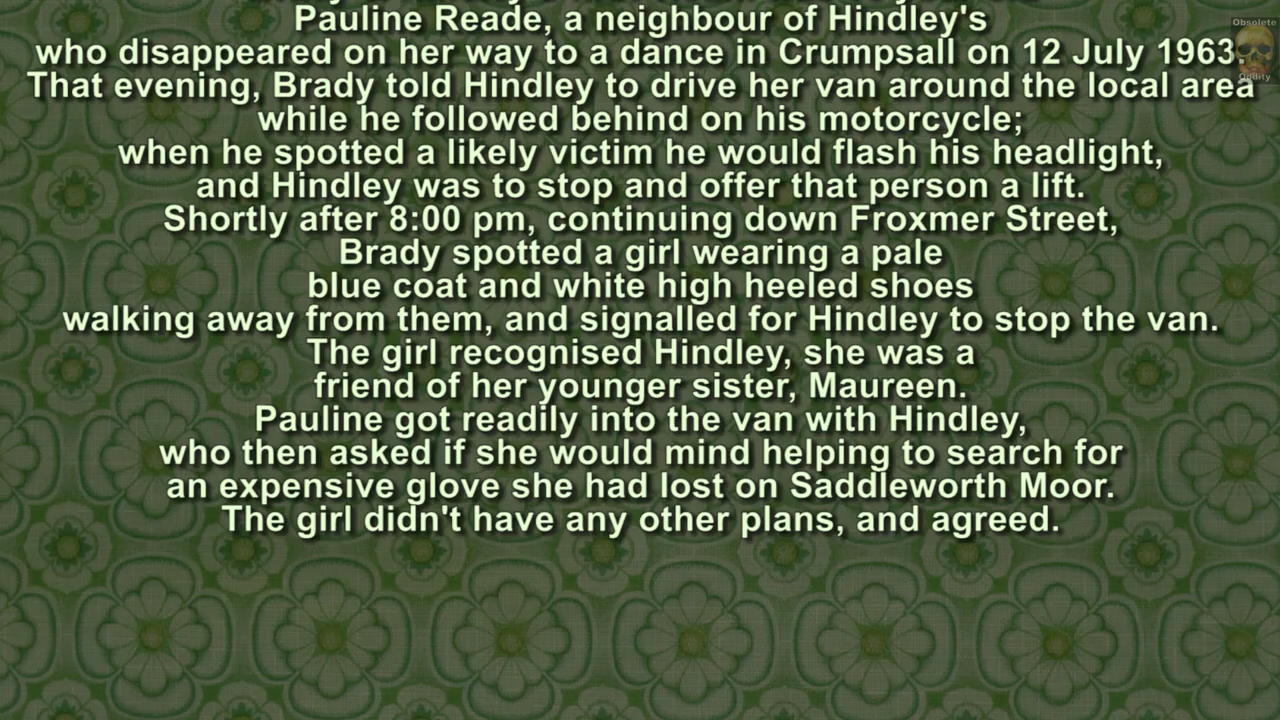 Pauline Reade, a neighbour of Hindley's
who disappeared on her way to a dance in Crumpsall on 12 July 1963.
That evening, Brady told Hindley to drive her van around the local area
while he followed behind on his motorcycle;
when he spotted a likely victim he would flash his headlight,
and Hindley was to stop and offer that person a lift.
Shortly after 8:00 pm, continuing down Froxmer Street,
Brady spotted a girl wearing a pale
blue coat and white high heeled shoes
walking away from them, and signalled for Hindley to stop the van.
The girl recognised Hindley, she was a
friend of her younger sister, Maureen.
Pauline got readily into the van with Hindley,
who then asked if she would mind helping to search for
an expensive glove she had lost on Saddleworth Moor.
The girl didn't have any other plans, and agreed.
Obsolete
Oddity